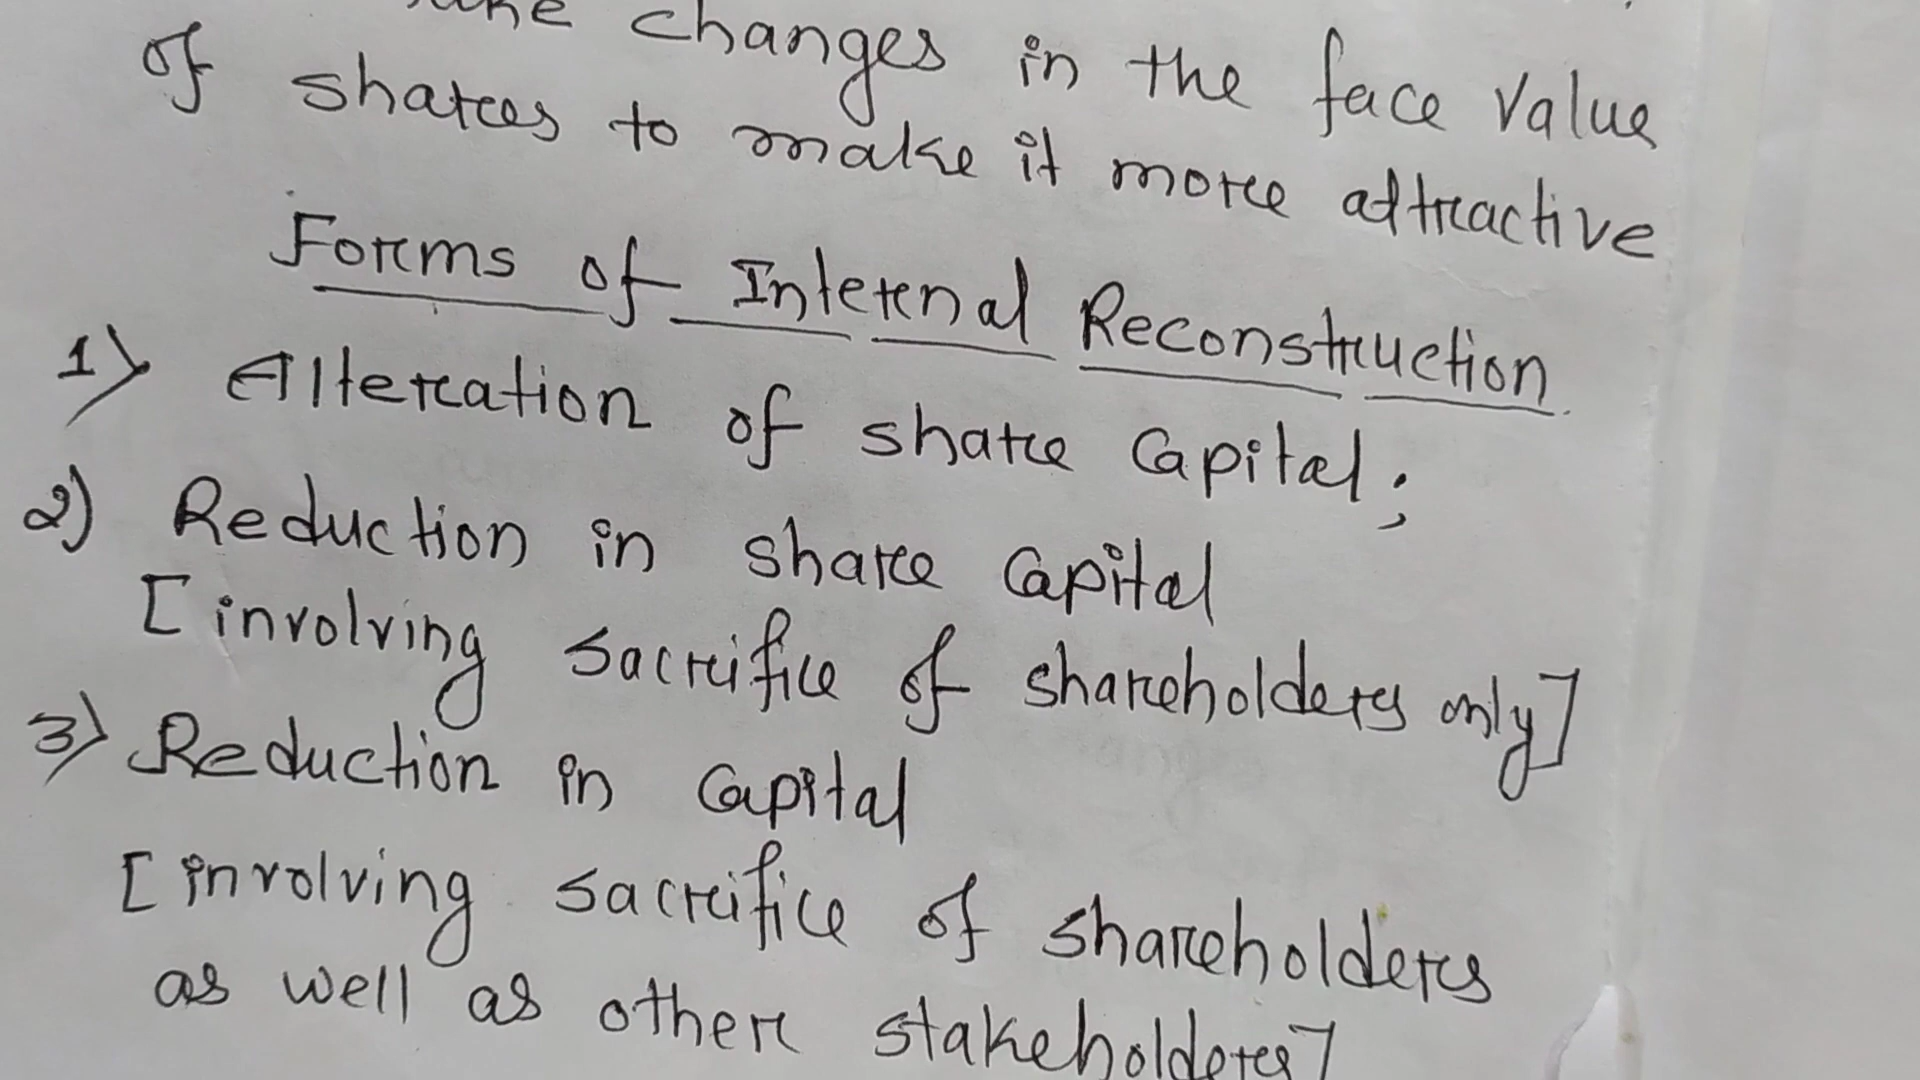 changes in the face value
of shares to make it more attractive
Forms of Internal Reconstruction
1) Alteration of share Capital;
2) Reduction in share Capital
[involving sacrifice of shareholders only]
3) Reduction in Capital
[involving sacrifice of shareholders
as well as other stakeholders]